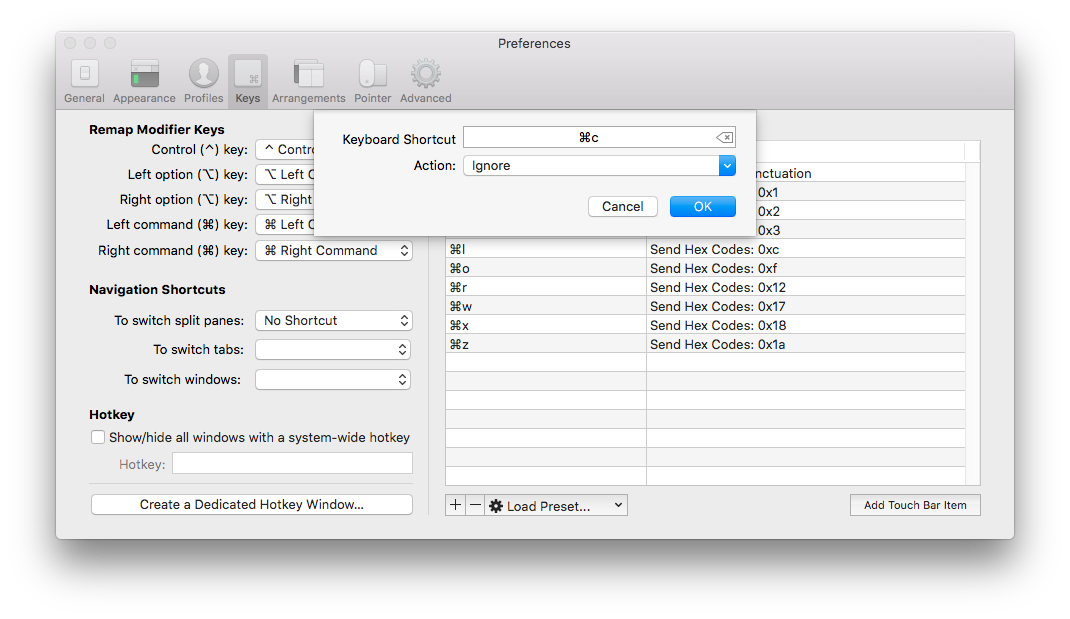 Preferences
General Appearance Profiles Keys Arrangements Pointer Advanced
Remap Modifier Keys
Control (^) key: ^ Contr
Left option (⌥) key: ⌥ Left
Right option (⌥) key: ⌥ Right
Left command (⌘) key: ⌘ Left
Right command (⌘) key: ⌘ Right Command
Navigation Shortcuts
To switch split panes: No Shortcut
To switch tabs:
To switch windows:
Hotkey
Show/hide all windows with a system-wide hotkey
Hotkey:
Create a Dedicated Hotkey Window...
Keyboard Shortcut ⌘c
Action: Ignore
Cancel OK
nctuation
0x1
0x2
0x3
⌘l Send Hex Codes: 0xc
⌘o Send Hex Codes: 0xf
⌘r Send Hex Codes: 0x12
⌘w Send Hex Codes: 0x17
⌘x Send Hex Codes: 0x18
⌘z Send Hex Codes: 0x1a
+ − Load Preset...
Add Touch Bar Item